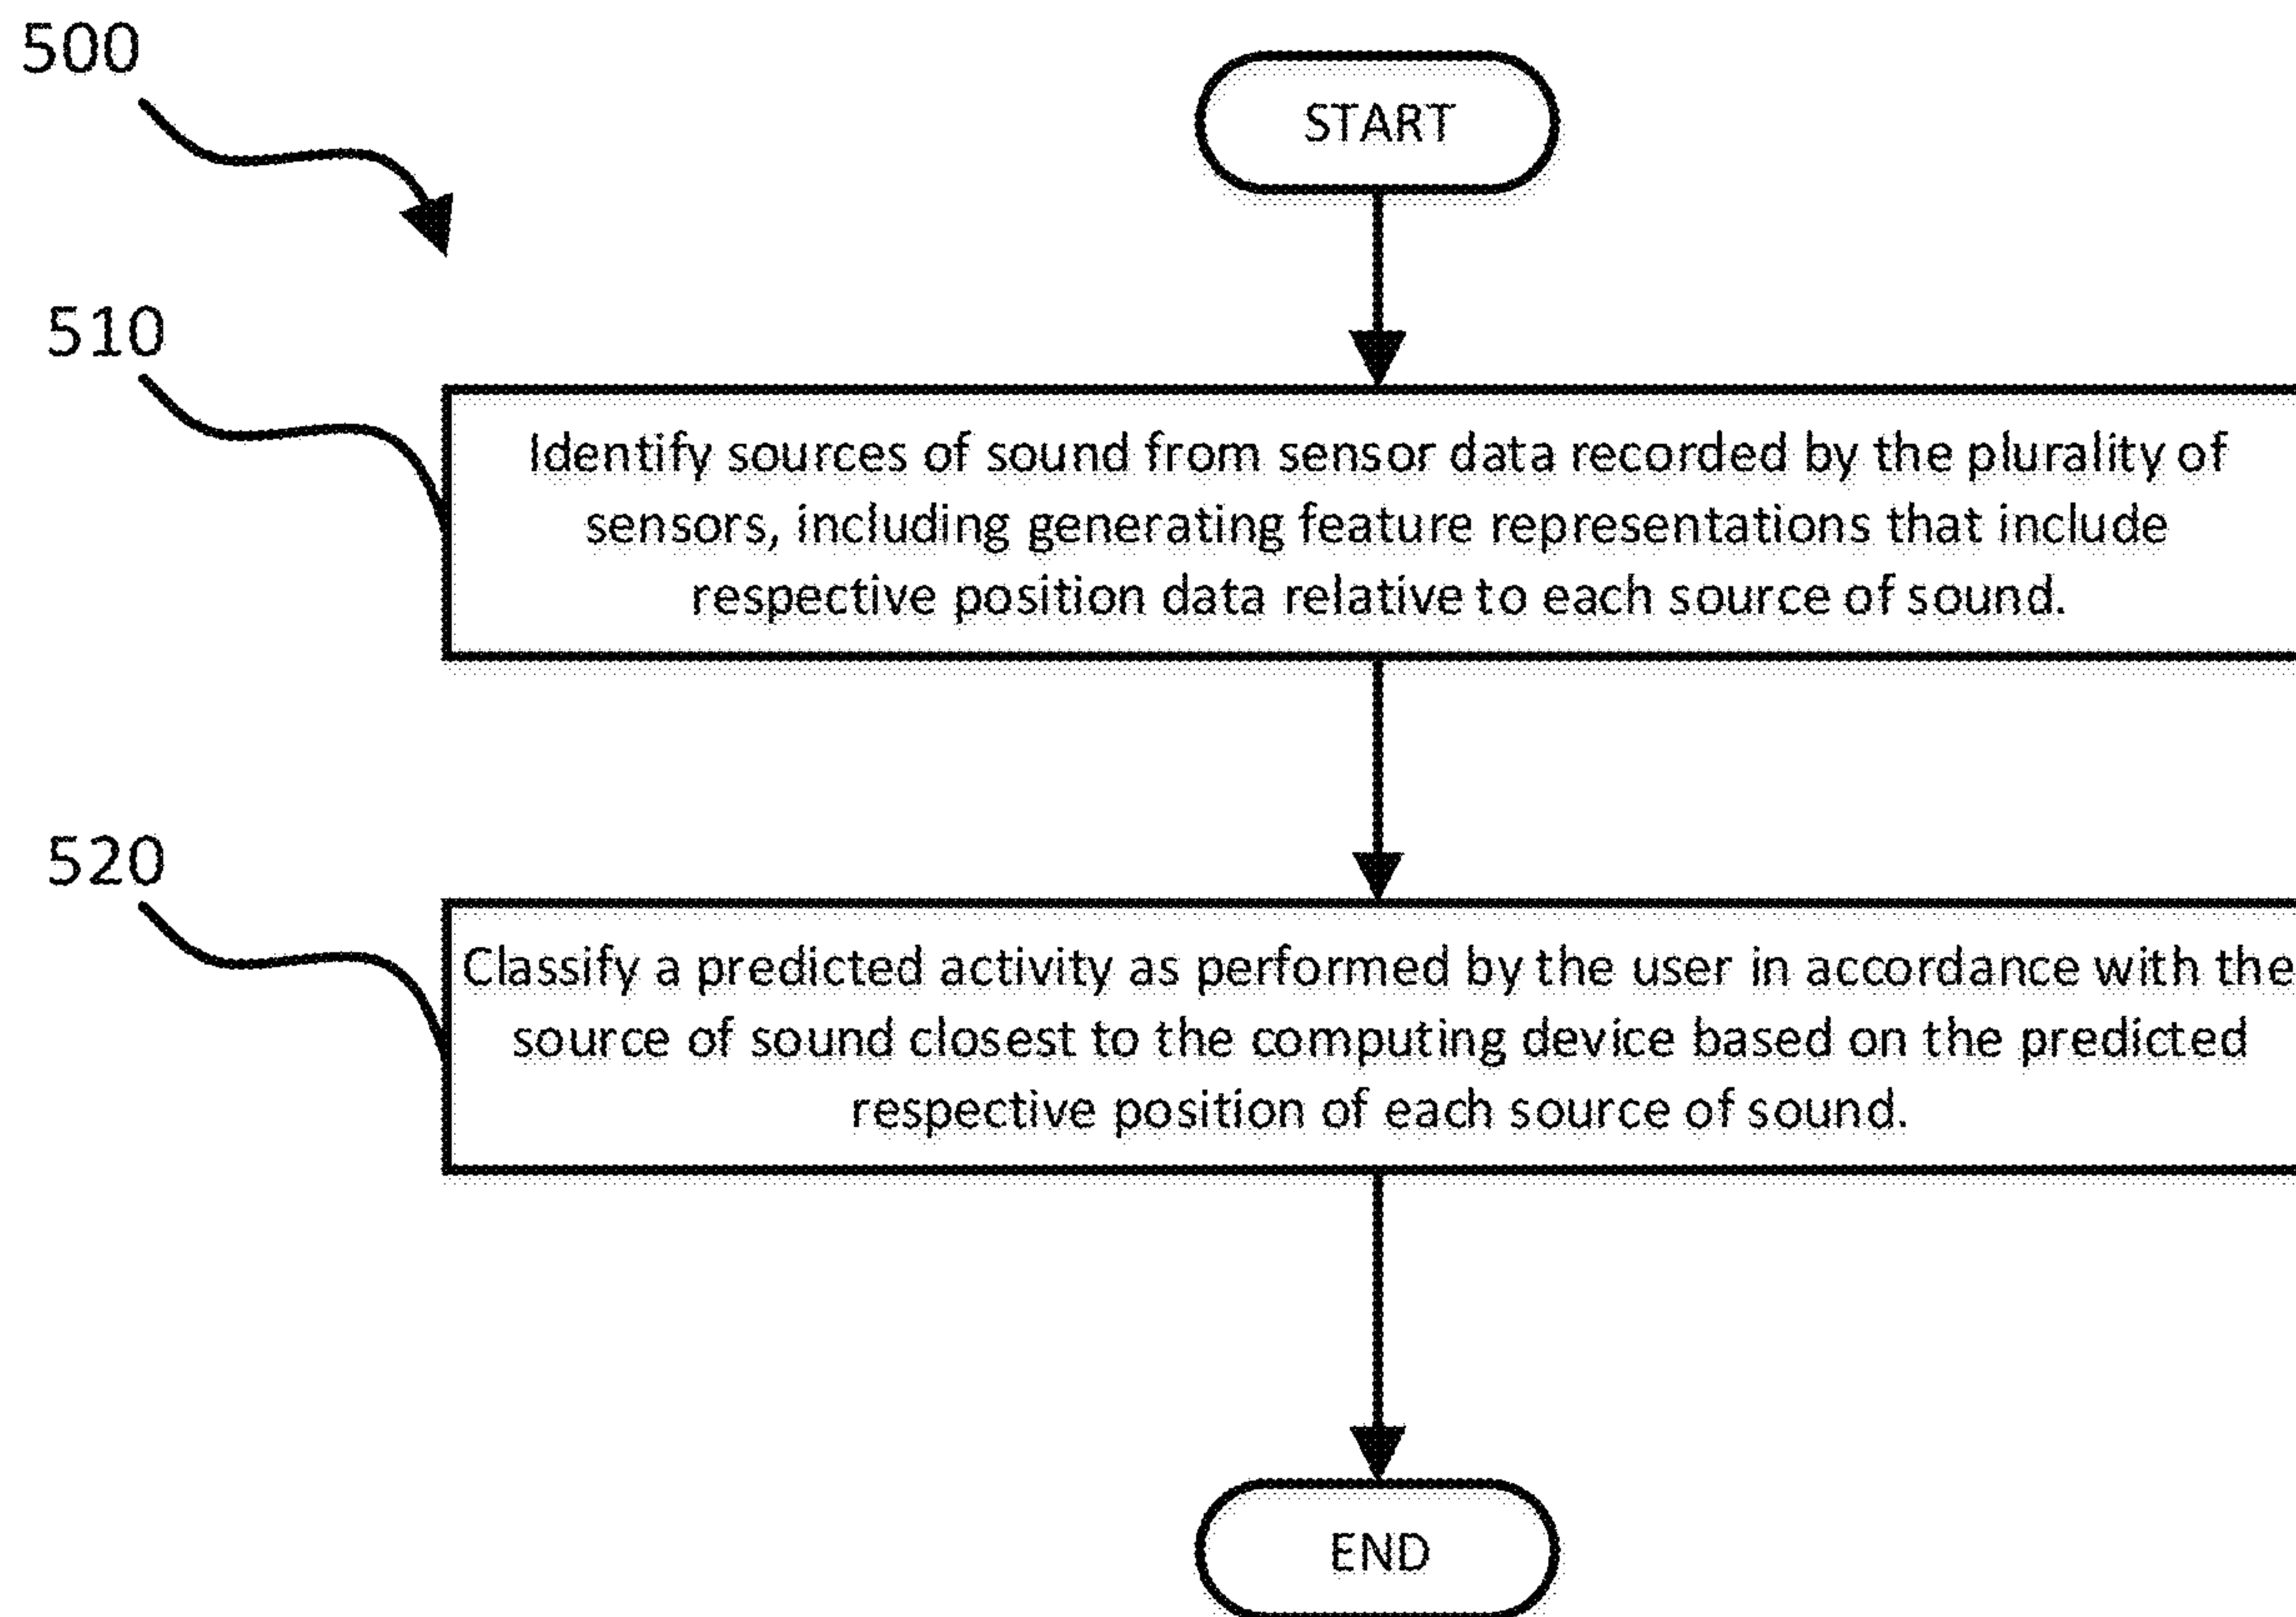 500
START
510
Identify sources of sound from sensor data recorded by the plurality of
sensors, including generating feature representations that include
respective position data relative to each source of sound.
520
Classify a predicted activity as performed by the user in accordance with the
source of sound closest to the computing device based on the predicted
respective position of each source of sound.
END